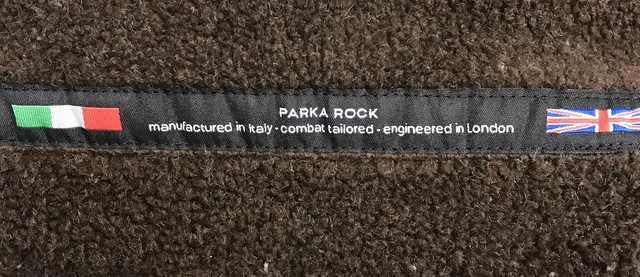 PARKA ROCK
manufactured in Italy - combat tailored - engineered in London